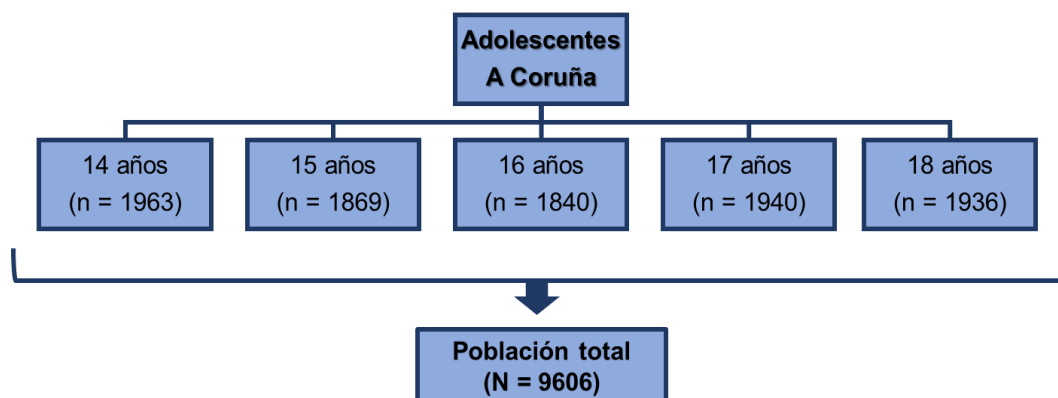 Adolescentes
A Coruña
14 años
(n = 1963)
15 años
(n = 1869)
16 años
(n = 1840)
17 años
(n = 1940)
18 años
(n = 1936)
Población total
(N = 9606)